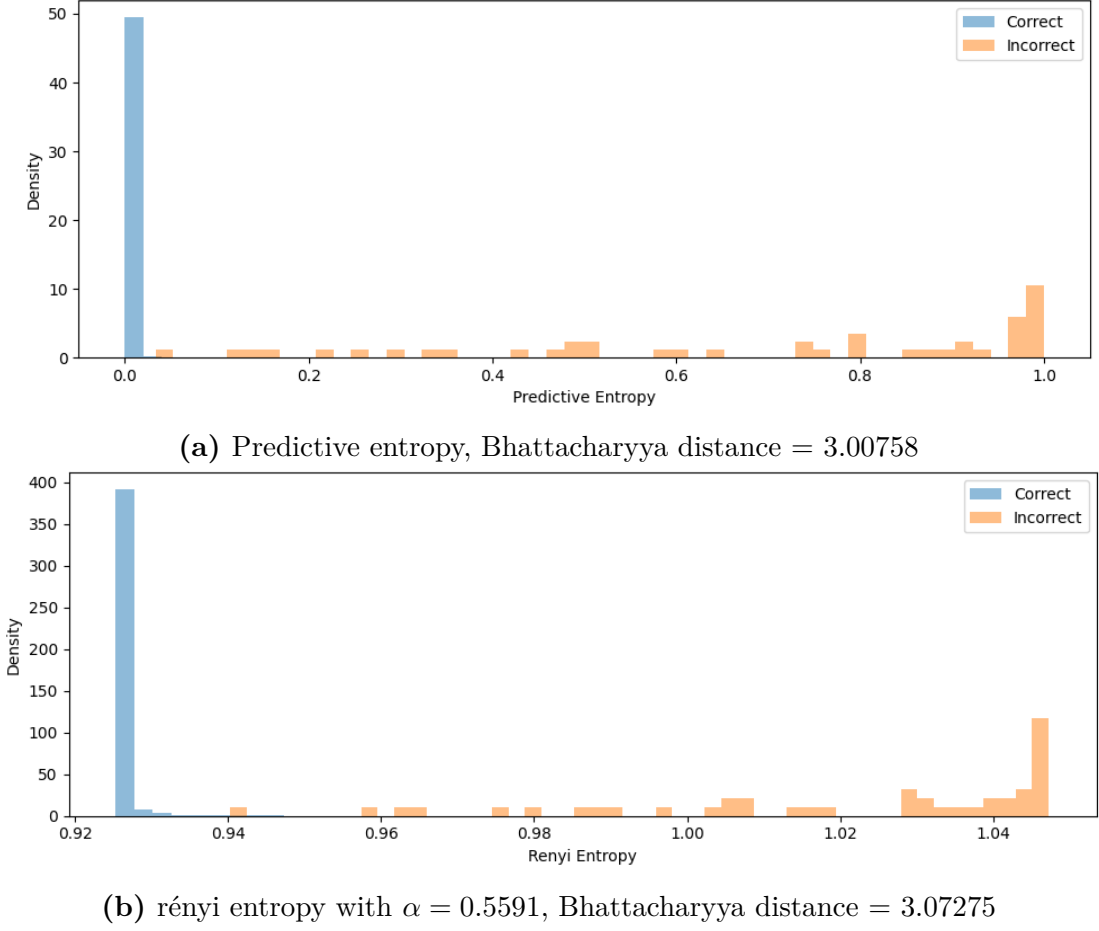 50
40
30
20
10
0
Density
Correct
Incorrect
0.0 0.2 0.4 0.6 0.8 1.0
Predictive Entropy
(a) Predictive entropy, Bhattacharyya distance = 3.00758
400
350
300
250
200
150
100
50
0
Density
Correct
Incorrect
0.92 0.94 0.96 0.98 1.00 1.02 1.04
Renyi Entropy
(b) rényi entropy with α = 0.5591, Bhattacharyya distance = 3.07275